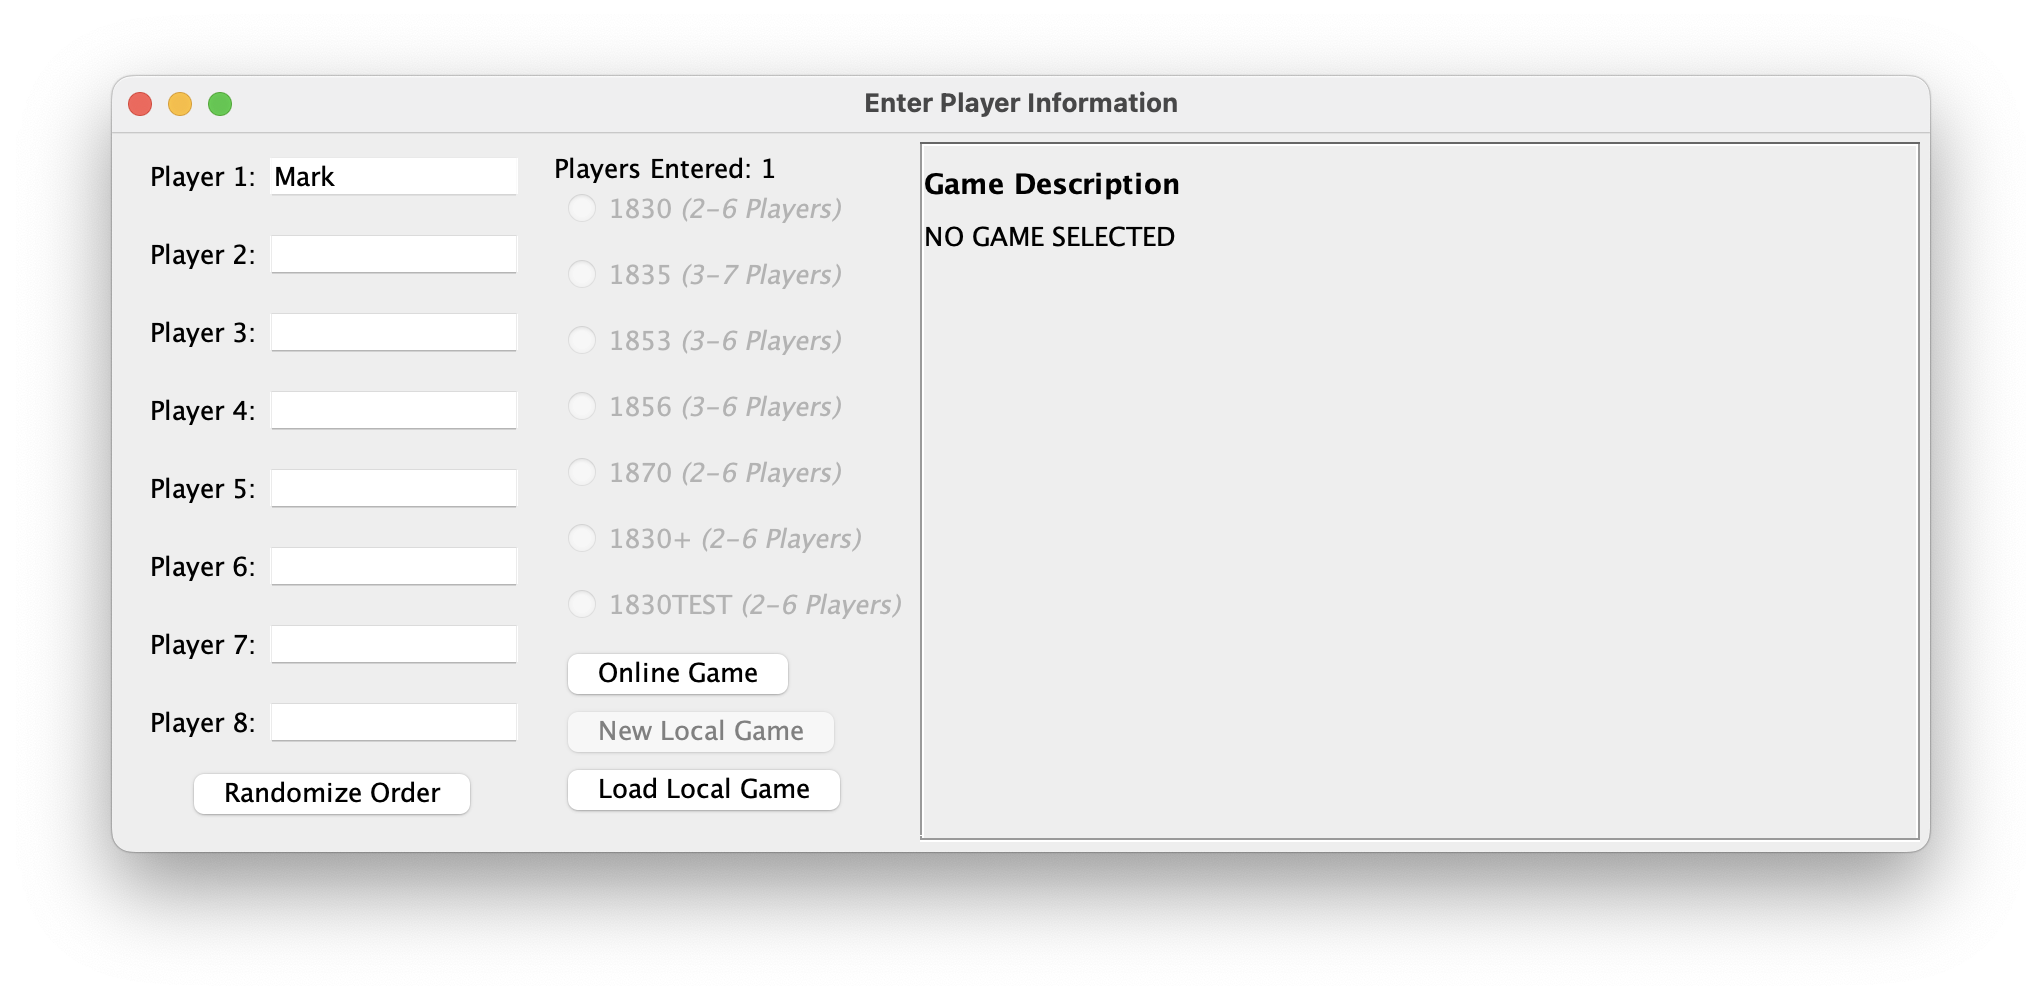 Enter Player Information
Player 1: Mark
Player 2:
Player 3:
Player 4:
Player 5:
Player 6:
Player 7:
Player 8:
Randomize Order
Players Entered: 1
1830 (2-6 Players)
1835 (3-7 Players)
1853 (3-6 Players)
1856 (3-6 Players)
1870 (2-6 Players)
1830+ (2-6 Players)
1830TEST (2-6 Players)
Online Game
New Local Game
Load Local Game
Game Description
NO GAME SELECTED